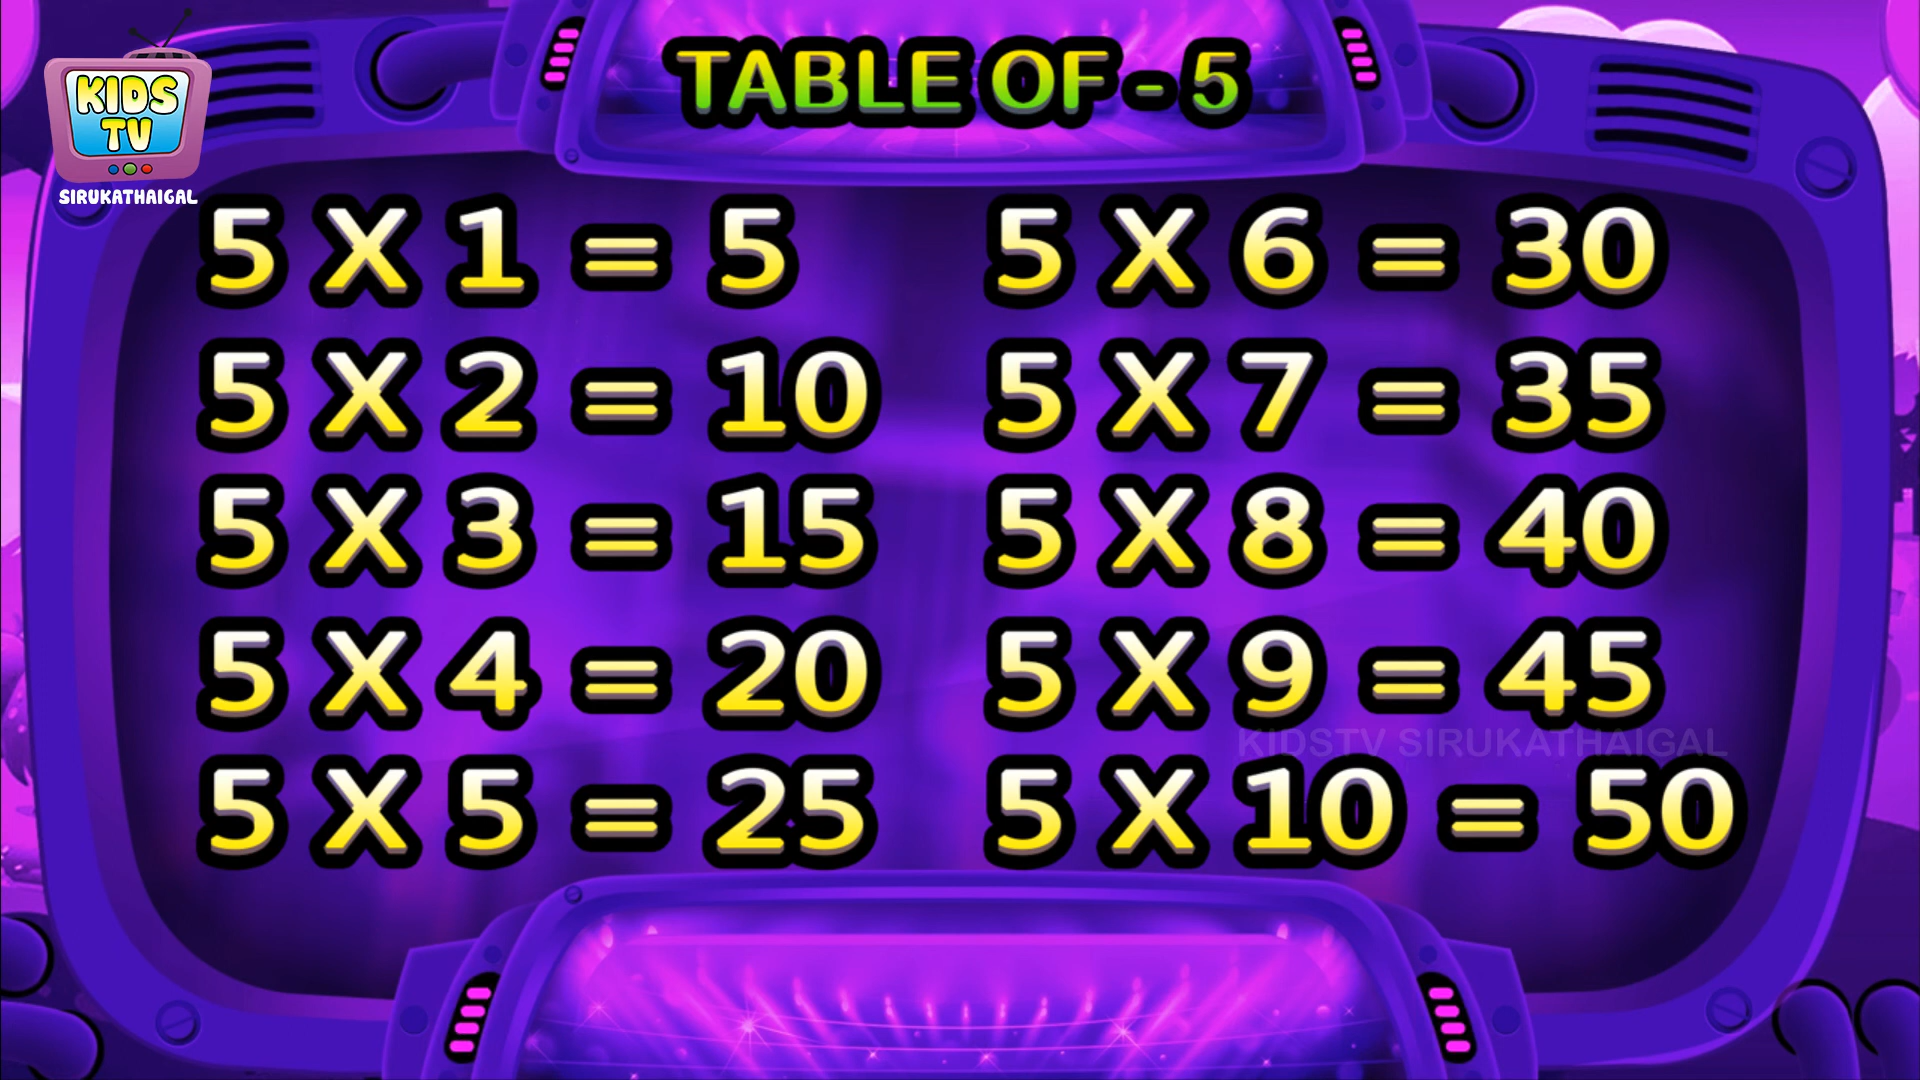 KIDS
TV
SIRUKATHAIGAL
TABLE OF - 5
5 X 1 = 5
5 X 2 = 10
5 X 3 = 15
5 X 4 = 20
5 X 5 = 25
5 X 6 = 30
5 X 7 = 35
5 X 8 = 40
5 X 9 = 45
5 X 10 = 50
KIDSTV SIRUKATHAIGAL